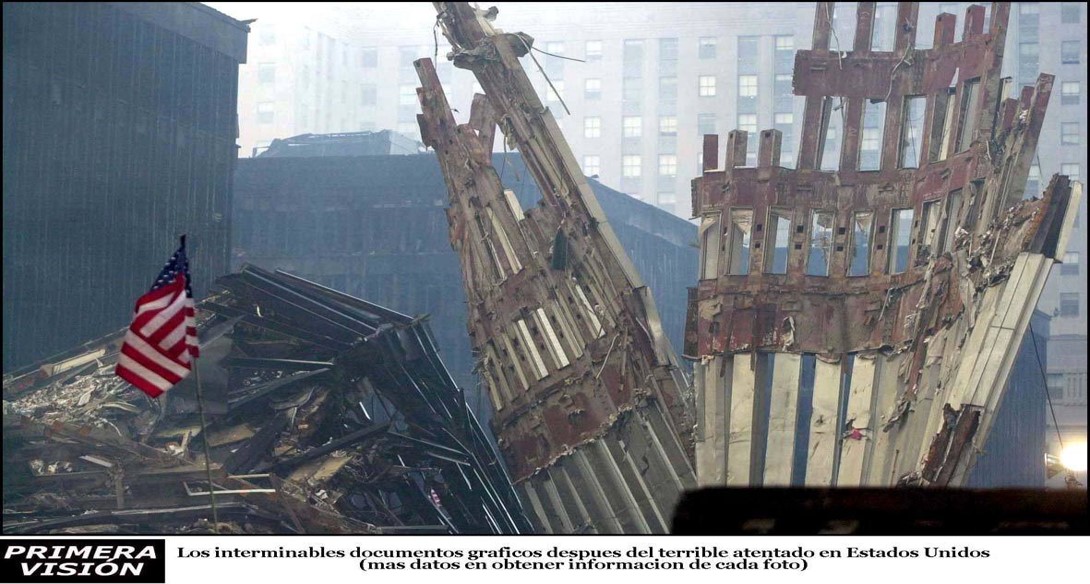 PRIMERA
VISIÓN
Los interminables documentos graficos despues del terrible atentado en Estados Unidos
(mas datos en obtener informacion de cada foto)